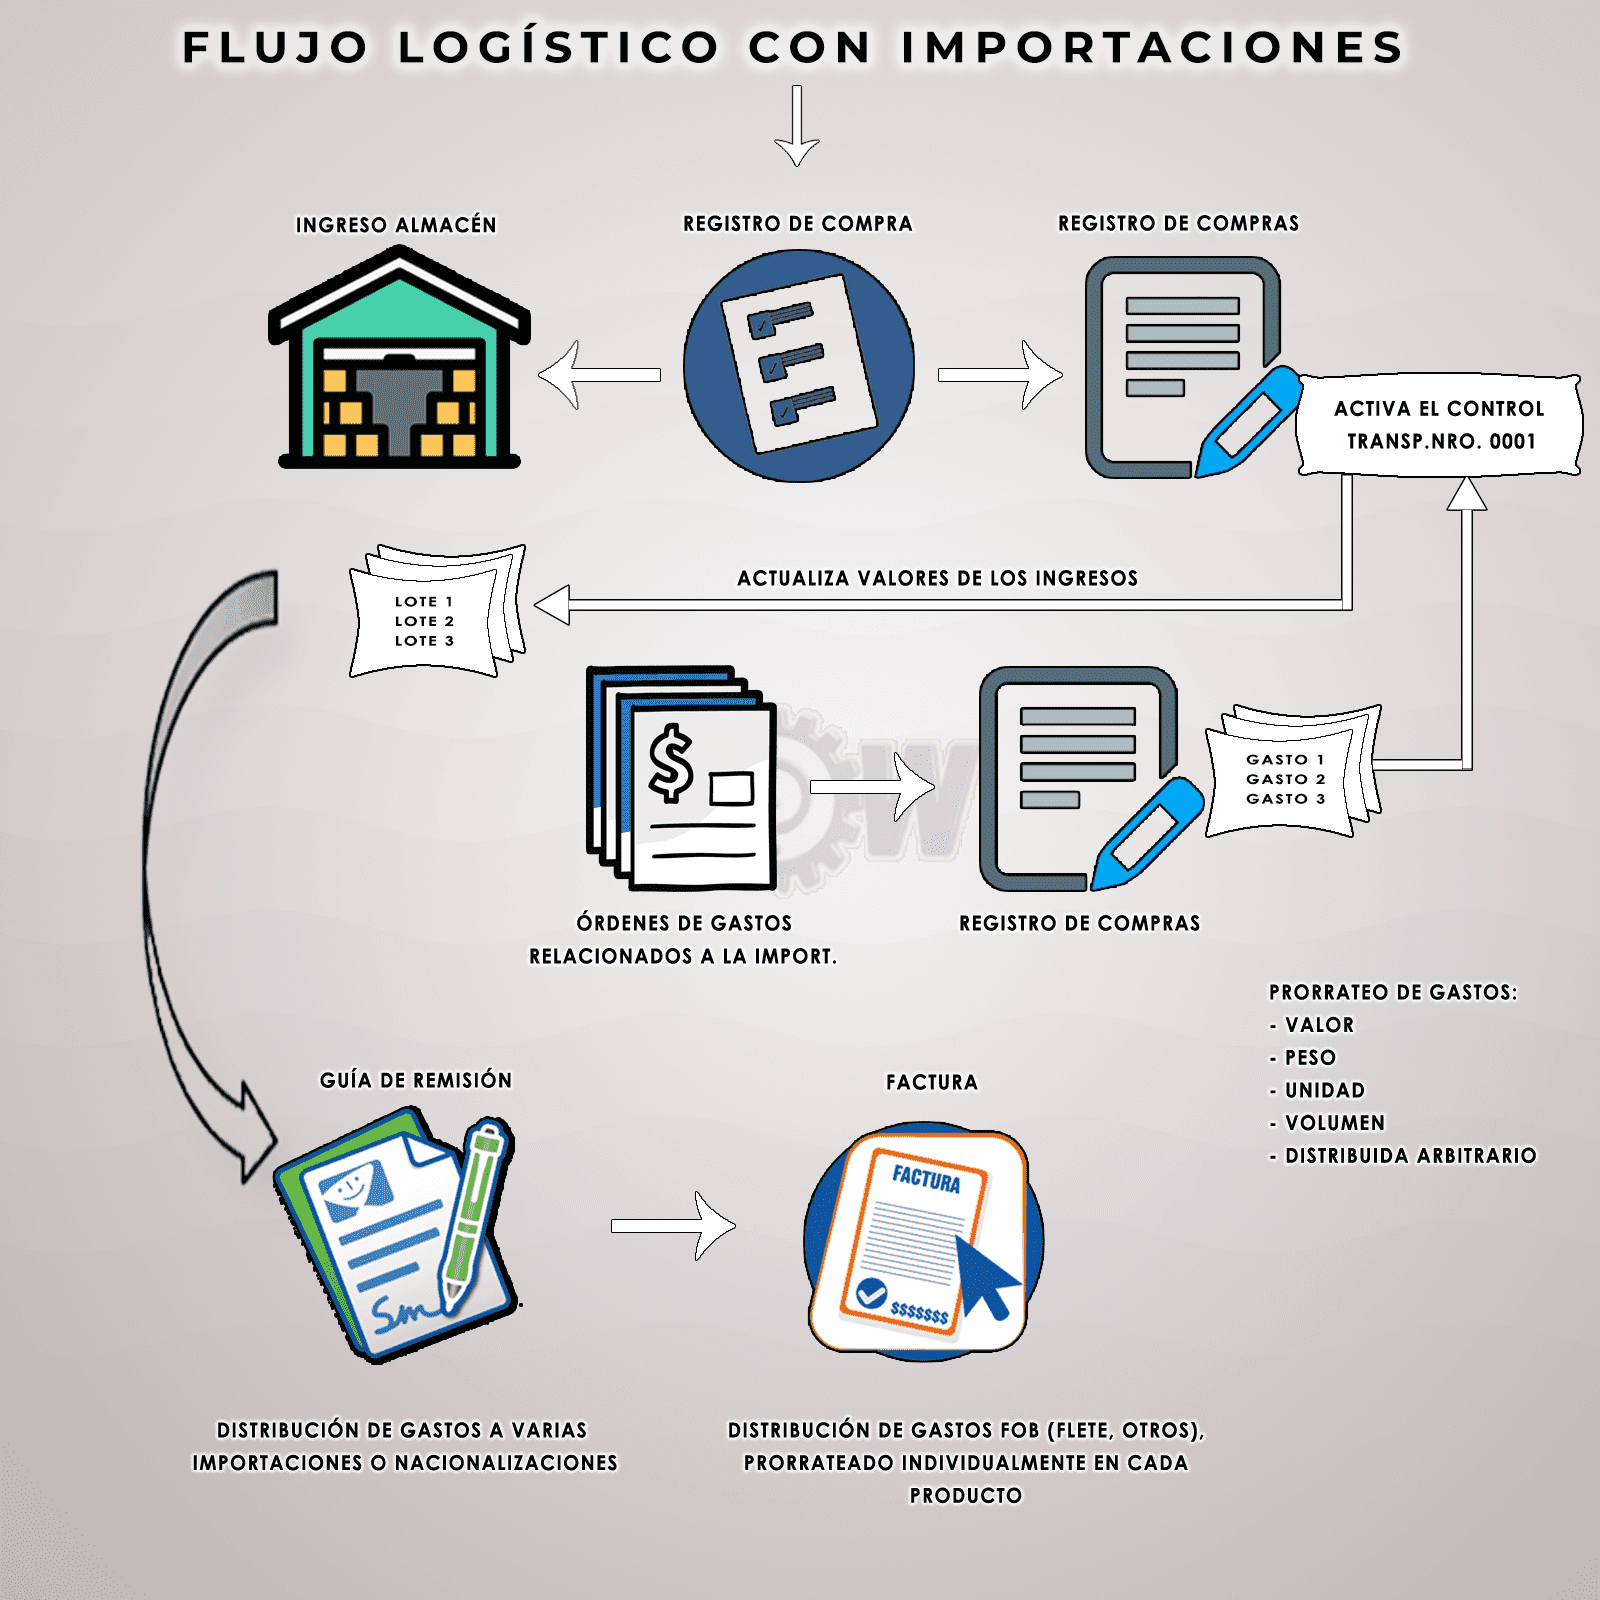 FLUJO LOGÍSTICO CON IMPORTACIONES
INGRESO ALMACÉN
REGISTRO DE COMPRA
REGISTRO DE COMPRAS
ACTIVA EL CONTROL
TRANSP.NRO. 0001
ACTUALIZA VALORES DE LOS INGRESOS
LOTE 1
LOTE 2
LOTE 3
GASTO 1
GASTO 2
GASTO 3
$
W
ÓRDENES DE GASTOS
RELACIONADOS A LA IMPORT.
REGISTRO DE COMPRAS
PRORRATEO DE GASTOS:
- VALOR
- PESO
- UNIDAD
- VOLUMEN
- DISTRIBUIDA ARBITRARIO
GUÍA DE REMISIÓN
FACTURA
FACTURA
$$$$$$$
Sm
DISTRIBUCIÓN DE GASTOS A VARIAS
IMPORTACIONES O NACIONALIZACIONES
DISTRIBUCIÓN DE GASTOS FOB (FLETE, OTROS),
PRORRATEADO INDIVIDUALMENTE EN CADA
PRODUCTO